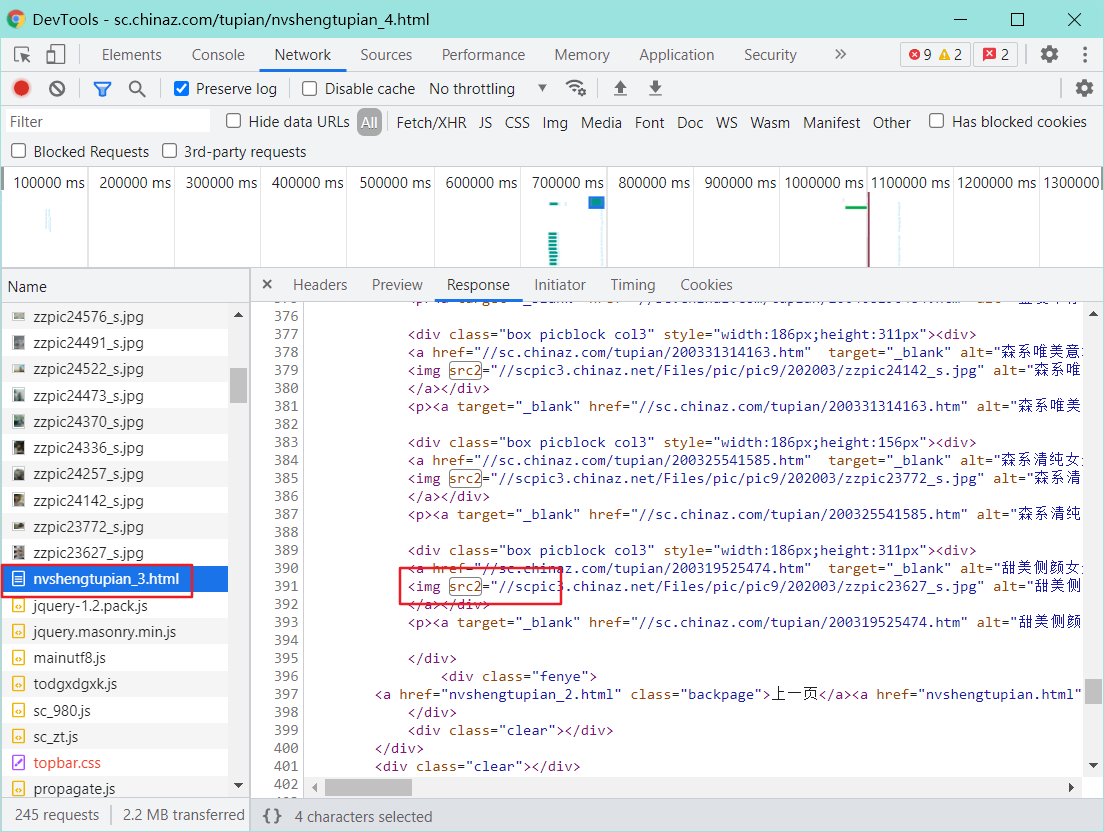 DevTools - sc.chinaz.com/tupian/nvshengtupian_4.html
Elements Console Network Sources Performance Memory Application Security » 9 2 2
Preserve log Disable cache No throttling
Filter Hide data URLs All Fetch/XHR JS CSS Img Media Font Doc WS Wasm Manifest Other Has blocked cookies
Blocked Requests 3rd-party requests
100000 ms 200000 ms 300000 ms 400000 ms 500000 ms 600000 ms 700000 ms 800000 ms 900000 ms 1000000 ms 1100000 ms 1200000 ms 1300000
Name
zzpic24576_s.jpg
zzpic24491_s.jpg
zzpic24522_s.jpg
zzpic24473_s.jpg
zzpic24370_s.jpg
zzpic24336_s.jpg
zzpic24257_s.jpg
zzpic24142_s.jpg
zzpic23772_s.jpg
zzpic23627_s.jpg
nvshengtupian_3.html
jquery-1.2.pack.js
jquery.masonry.min.js
mainutf8.js
todgxdgxk.js
sc_980.js
sc_zt.js
topbar.css
propagate.js
245 requests 2.2 MB transferred
× Headers Preview Response Initiator Timing Cookies
376
377 <div class="box picblock col3" style="width:186px;height:311px"><div>
378 <a href="//sc.chinaz.com/tupian/200331314163.htm" target="_blank" alt="森系唯美意
379 <img src2="//scpic3.chinaz.net/Files/pic/pic9/202003/zzpic24142_s.jpg" alt="森系唯
380 </a></div>
381 <p><a target="_blank" href="//sc.chinaz.com/tupian/200331314163.htm" alt="森系唯美
382
383 <div class="box picblock col3" style="width:186px;height:156px"><div>
384 <a href="//sc.chinaz.com/tupian/200325541585.htm" target="_blank" alt="森系清纯女
385 <img src2="//scpic3.chinaz.net/Files/pic/pic9/202003/zzpic23772_s.jpg" alt="森系清
386 </a></div>
387 <p><a target="_blank" href="//sc.chinaz.com/tupian/200325541585.htm" alt="森系清纯
388
389 <div class="box picblock col3" style="width:186px;height:311px"><div>
390 <a href="//sc.chinaz.com/tupian/200319525474.htm" target="_blank" alt="甜美侧颜女
391 <img src2="//scpic3.chinaz.net/Files/pic/pic9/202003/zzpic23627_s.jpg" alt="甜美侧
392 </a></div>
393 <p><a target="_blank" href="//sc.chinaz.com/tupian/200319525474.htm" alt="甜美侧颜
394
395 </div>
396 <div class="fenye">
397 <a href="nvshengtupian_2.html" class="backpage">上一页</a><a href="nvshengtupian.html"
398 </div>
399 <div class="clear"></div>
400 </div>
401 <div class="clear"></div>
402
{} 4 characters selected